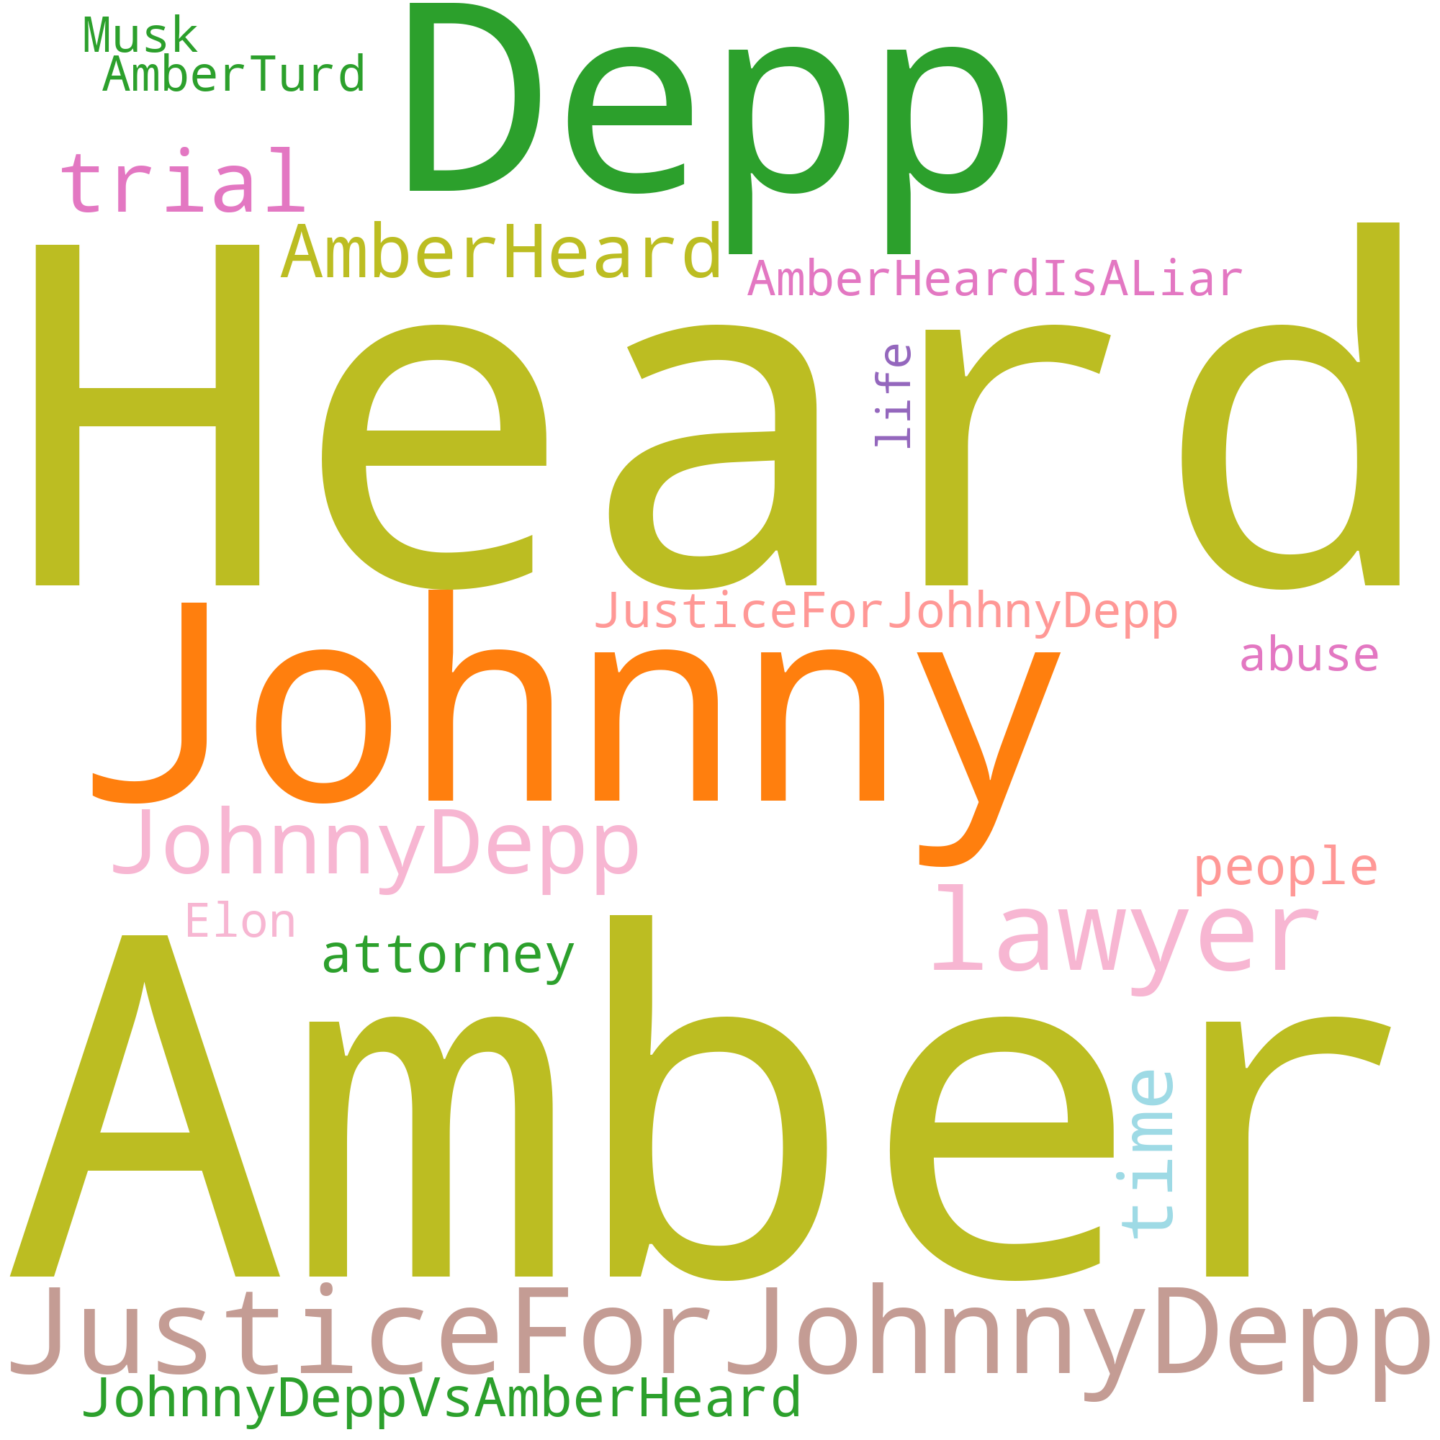 Musk
AmberTurd
Depp
trial
AmberHeard
AmberHeardIsALiar
Heard
life
JusticeForJohhnyDepp
Johnny
abuse
JohnnyDepp
people
Elon
lawyer
attorney
Amber
time
JusticeForJohnnyDepp
JohnnyDeppVsAmberHeard